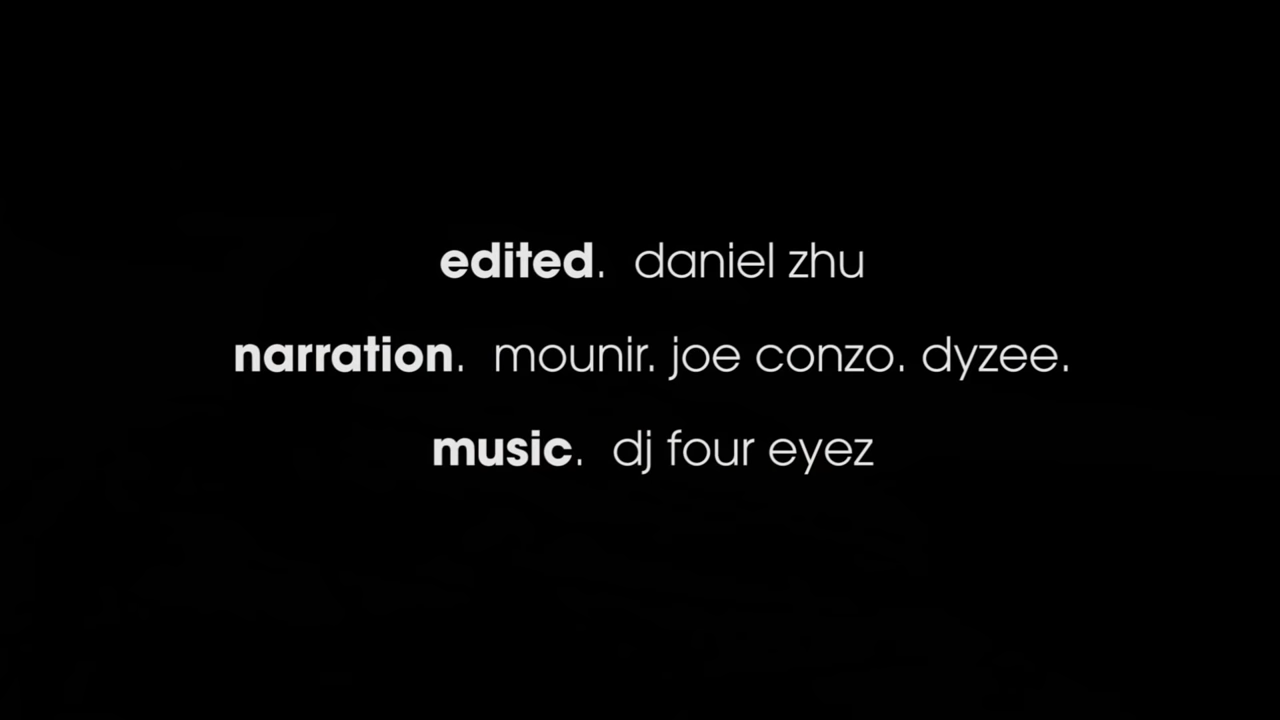 edited. daniel zhu
narration. mounir. joe conzo. dyzee.
music. dj four eyez